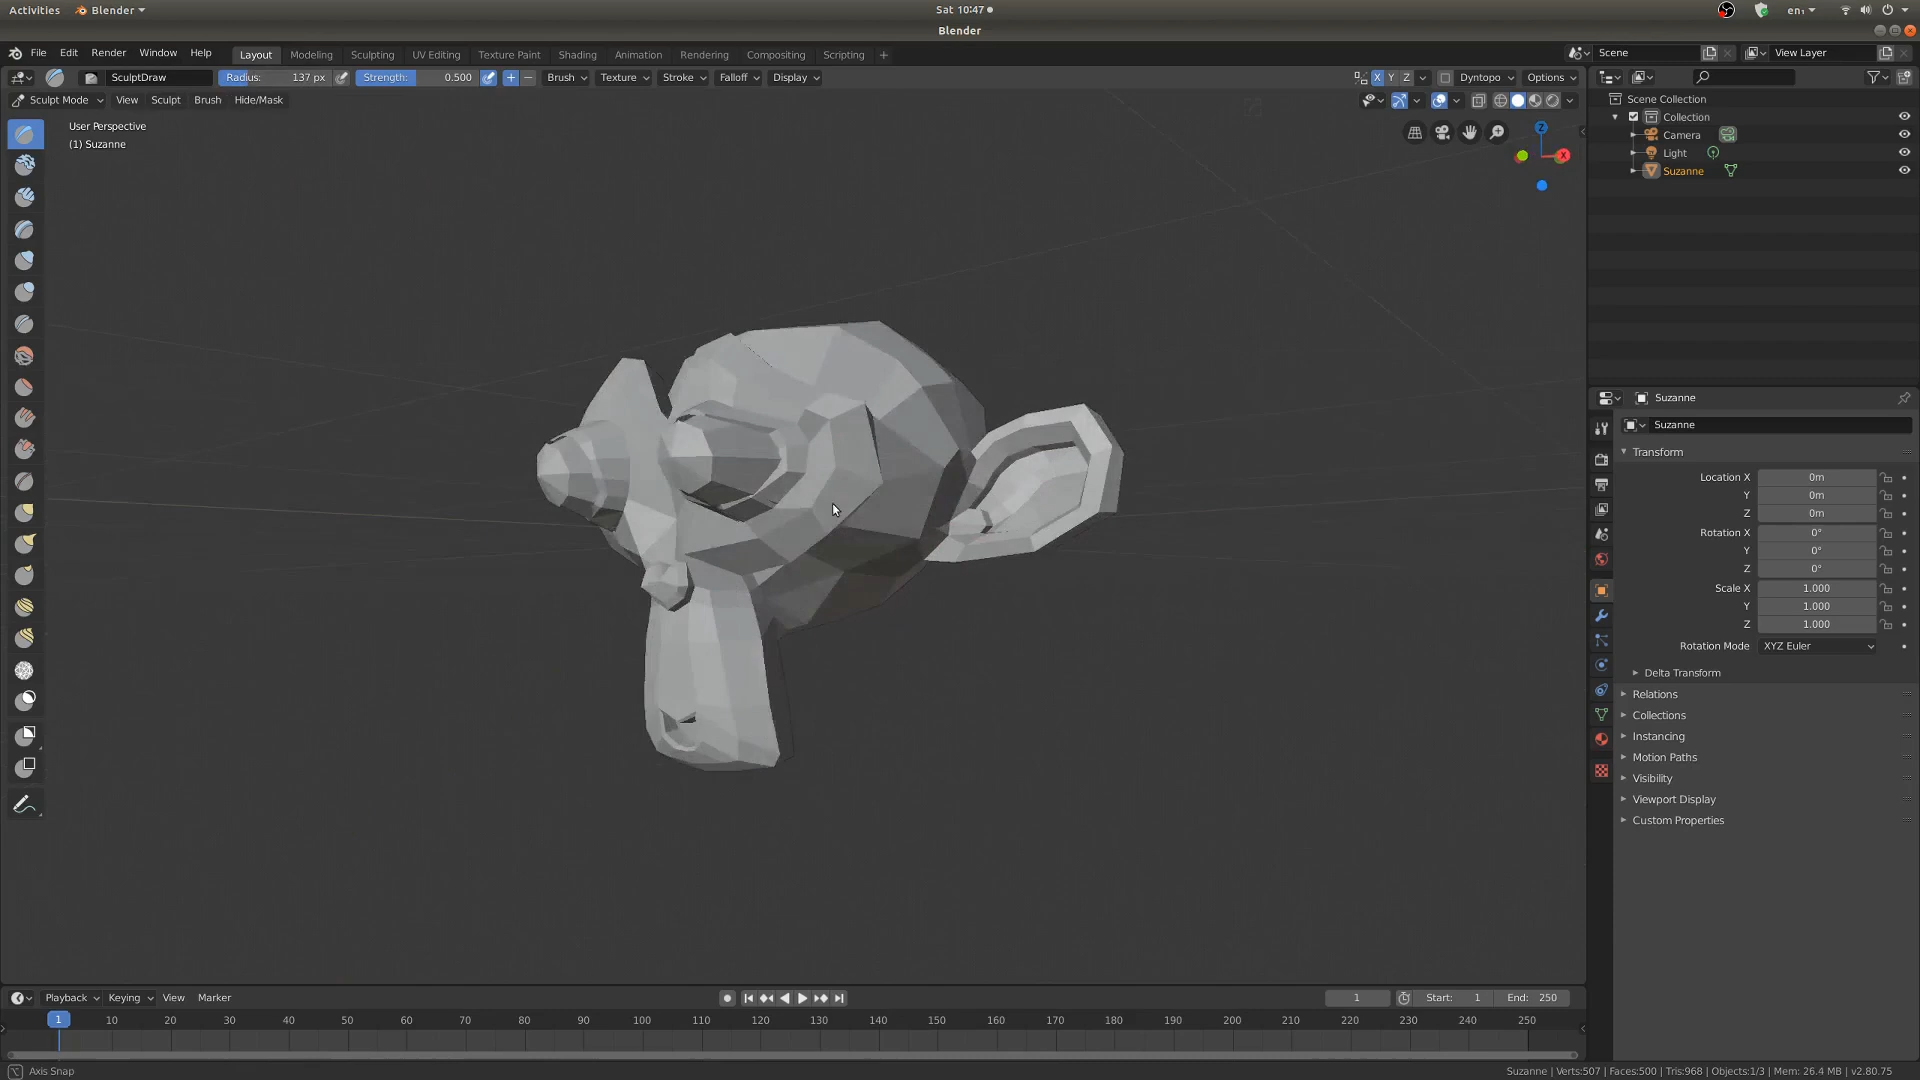 Activities Blender Sat 10:47 en₁
Blender
File Edit Render Window Help Layout Modeling Sculpting UV Editing Texture Paint Shading Animation Rendering Compositing Scripting + Scene View Layer
SculptDraw Radius: 137 px Strength: 0.500 Brush Texture Stroke Falloff Display X Y Z Dyntopo Options
Sculpt Mode View Sculpt Brush Hide/Mask
User Perspective
(1) Suzanne
Z
X
Scene Collection
Collection
Camera
Light
Suzanne
Suzanne
Suzanne
Transform
Location X 0m
Y 0m
Z 0m
Rotation X 0°
Y 0°
Z 0°
Scale X 1.000
Y 1.000
Z 1.000
Rotation Mode XYZ Euler
Delta Transform
Relations
Collections
Instancing
Motion Paths
Visibility
Viewport Display
Custom Properties
Playback Keying View Marker 1 Start: 1 End: 250
1 10 20 30 40 50 60 70 80 90 100 110 120 130 140 150 160 170 180 190 200 210 220 230 240 250
Axis Snap Suzanne | Verts:507 | Faces:500 | Tris:968 | Objects:1/3 | Mem: 26.4 MB | v2.80.75